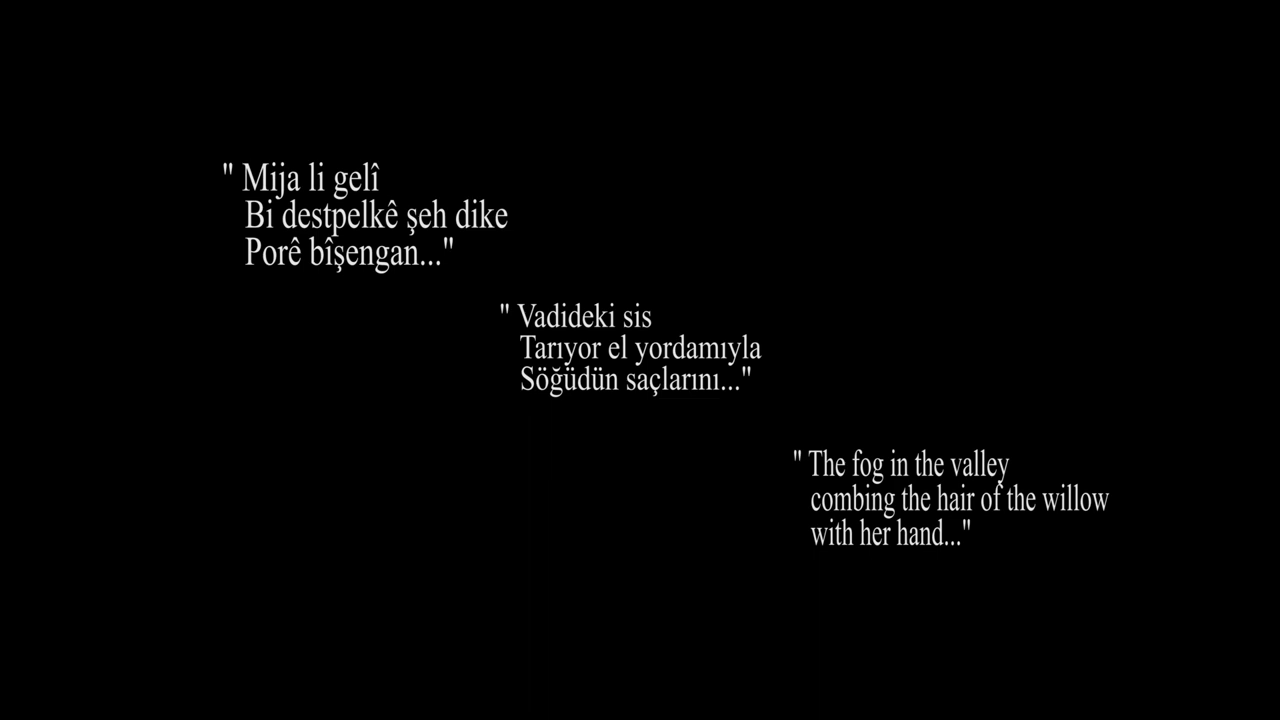 " Mija li gelî
Bi destpelkê şeh dike
Porê bîşengan..."
" Vadideki sis
Tarıyor el yordamıyla
Söğüdün saçlarını..."
" The fog in the valley
combing the hair of the willow
with her hand..."